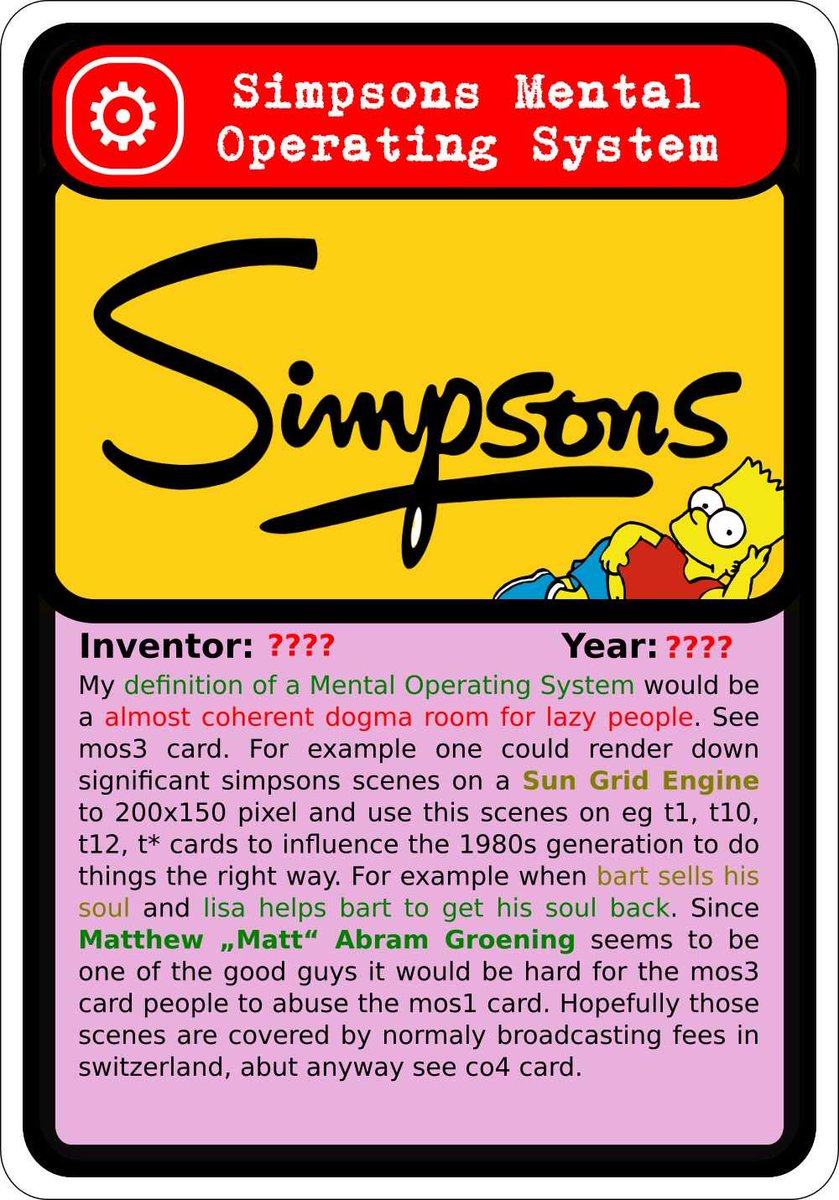 Simpsons Mental
Operating System
Simpsons
Inventor: ???? Year: ????
My definition of a Mental Operating System would be
a almost coherent dogma room for lazy people. See
mos3 card. For example one could render down
significant simpsons scenes on a Sun Grid Engine
to 200x150 pixel and use this scenes on eg t1, t10,
t12, t* cards to influence the 1980s generation to do
things the right way. For example when bart sells his
soul and lisa helps bart to get his soul back. Since
Matthew „Matt“ Abram Groening seems to be
one of the good guys it would be hard for the mos3
card people to abuse the mos1 card. Hopefully those
scenes are covered by normaly broadcasting fees in
switzerland, abut anyway see co4 card.